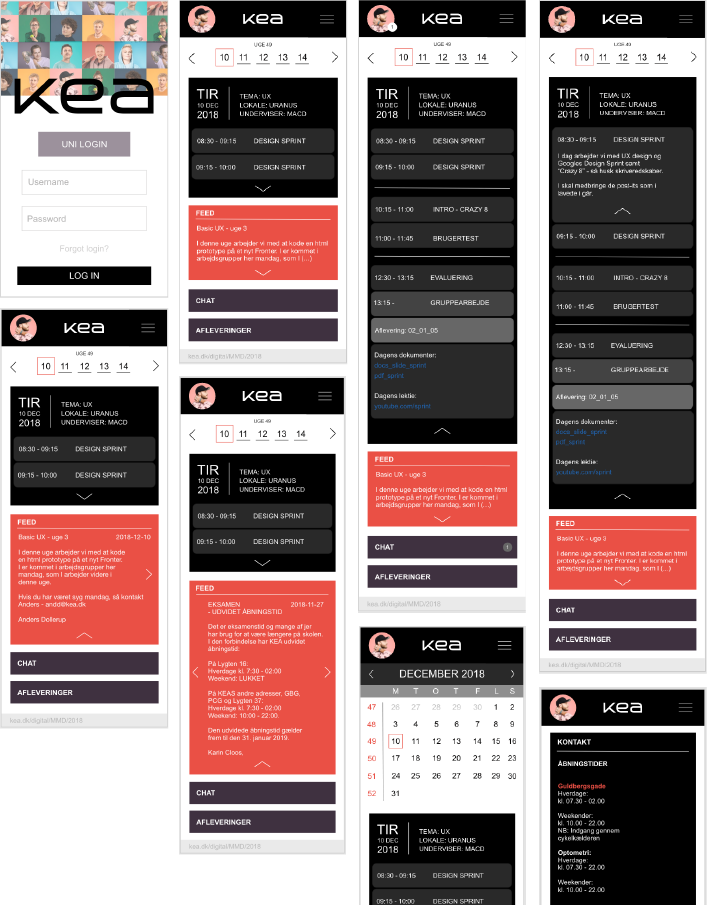 kea
UNI LOGIN
Username
Password
Forgot login?
LOG IN
kea
UGE 49
10 11 12 13 14
TIR
10 DEC
2018
TEMA: UX
LOKALE: URANUS
UNDERVISER: MACD
08:30 - 09:15 DESIGN SPRINT
09:15 - 10:00 DESIGN SPRINT
FEED
Basic UX - uge 3 2018-12-10
I denne uge arbejder vi med at kode
en html prototype på et nyt Fronter.
I er kommet i arbejdsgrupper her
mandag, som I arbejder videre i
denne uge.
Hvis du har været syg mandag, så kontakt
Anders - andd@kea.dk
Anders Dollerup
CHAT
AFLEVERINGER
kea.dk/digital/MMD/2018
kea
UGE 49
10 11 12 13 14
TIR
10 DEC
2018
TEMA: UX
LOKALE: URANUS
UNDERVISER: MACD
08:30 - 09:15 DESIGN SPRINT
09:15 - 10:00 DESIGN SPRINT
FEED
Basic UX - uge 3
I denne uge arbejder vi med at kode en html
prototype på et nyt Fronter. I er kommet i
arbejdsgrupper her mandag, som I (...)
CHAT
AFLEVERINGER
kea.dk/digital/MMD/2018
kea
UGE 49
10 11 12 13 14
TIR
10 DEC
2018
TEMA: UX
LOKALE: URANUS
UNDERVISER: MACD
08:30 - 09:15 DESIGN SPRINT
09:15 - 10:00 DESIGN SPRINT
FEED
EKSAMEN 2018-11-27
- UDVIDET ÅBNINGSTID
Det er eksamenstid og mange af jer
har brug for at være længere på skolen.
I den forbindelse har KEA udvidet
åbningstid:
På Lygten 16:
Hverdage kl. 7:30 - 02:00
Weekend: LUKKET
På KEAS andre adresser, GBG,
PCG og Lygten 37:
Hverdage kl. 7:30 - 02:00
Weekend: 10:00 - 22:00.
Den udvidede åbningstid gælder
frem til den 31. januar 2019.
Karin Cloos.
CHAT
AFLEVERINGER
kea.dk/digital/MMD/2018
1
kea
UGE 49
10 11 12 13 14
TIR
10 DEC
2018
TEMA: UX
LOKALE: URANUS
UNDERVISER: MACD
08:30 - 09:15 DESIGN SPRINT
09:15 - 10:00 DESIGN SPRINT
10:15 - 11:00 INTRO - CRAZY 8
11:00 - 11:45 BRUGERTEST
12:30 - 13:15 EVALUERING
13:15 - GRUPPEARBEJDE
Aflevering: 02_01_05
Dagens dokumenter:
docs_slide_sprint
pdf_sprint
Dagens lektie:
youtube.com/sprint
FEED
Basic UX - uge 3
I denne uge arbejder vi med at kode en html
prototype på et nyt Fronter. I er kommet i
arbejdsgrupper her mandag, som I (...)
CHAT 1
AFLEVERINGER
kea.dk/digital/MMD/2018
kea
DECEMBER 2018
M T O T F L S
47 26 27 28 29 30 1 2
48 3 4 5 6 7 8 9
49 10 11 12 13 14 15 16
50 17 18 19 20 21 22 23
51 24 25 26 27 28 29 30
52 31
TIR
10 DEC
2018
TEMA: UX
LOKALE: URANUS
UNDERVISER: MACD
08:30 - 09:15 DESIGN SPRINT
09:15 - 10:00 DESIGN SPRINT
kea
UGE 49
10 11 12 13 14
TIR
10 DEC
2018
TEMA: UX
LOKALE: URANUS
UNDERVISER: MACD
08:30 - 09:15 DESIGN SPRINT
I dag arbejder vi med UX design og
Googles Design Sprint samt
"Crazy 8" - så husk skriveredskaber.
I skal medbringe de post-its som I
lavede i går.
09:15 - 10:00 DESIGN SPRINT
10:15 - 11:00 INTRO - CRAZY 8
11:00 - 11:45 BRUGERTEST
12:30 - 13:15 EVALUERING
13:15 - GRUPPEARBEJDE
Aflevering: 02_01_05
Dagens dokumenter:
docs_slide_sprint
pdf_sprint
Dagens lektie:
youtube.com/sprint
FEED
Basic UX - uge 3
I denne uge arbejder vi med at kode en html
prototype på et nyt Fronter. I er kommet i
arbejdsgrupper her mandag, som I (...)
CHAT
AFLEVERINGER
kea.dk/digital/MMD/2018
kea
KONTAKT
ÅBNINGSTIDER
Guldbergsgade
Hverdage:
kl. 07.30 - 02.00
Weekender:
kl. 10.00 - 22.00
NB: Indgang gennem
cykelkælderen
Optometri:
Hverdage:
kl. 07.30 - 22.00
Weekender:
kl. 10.00 - 22.00